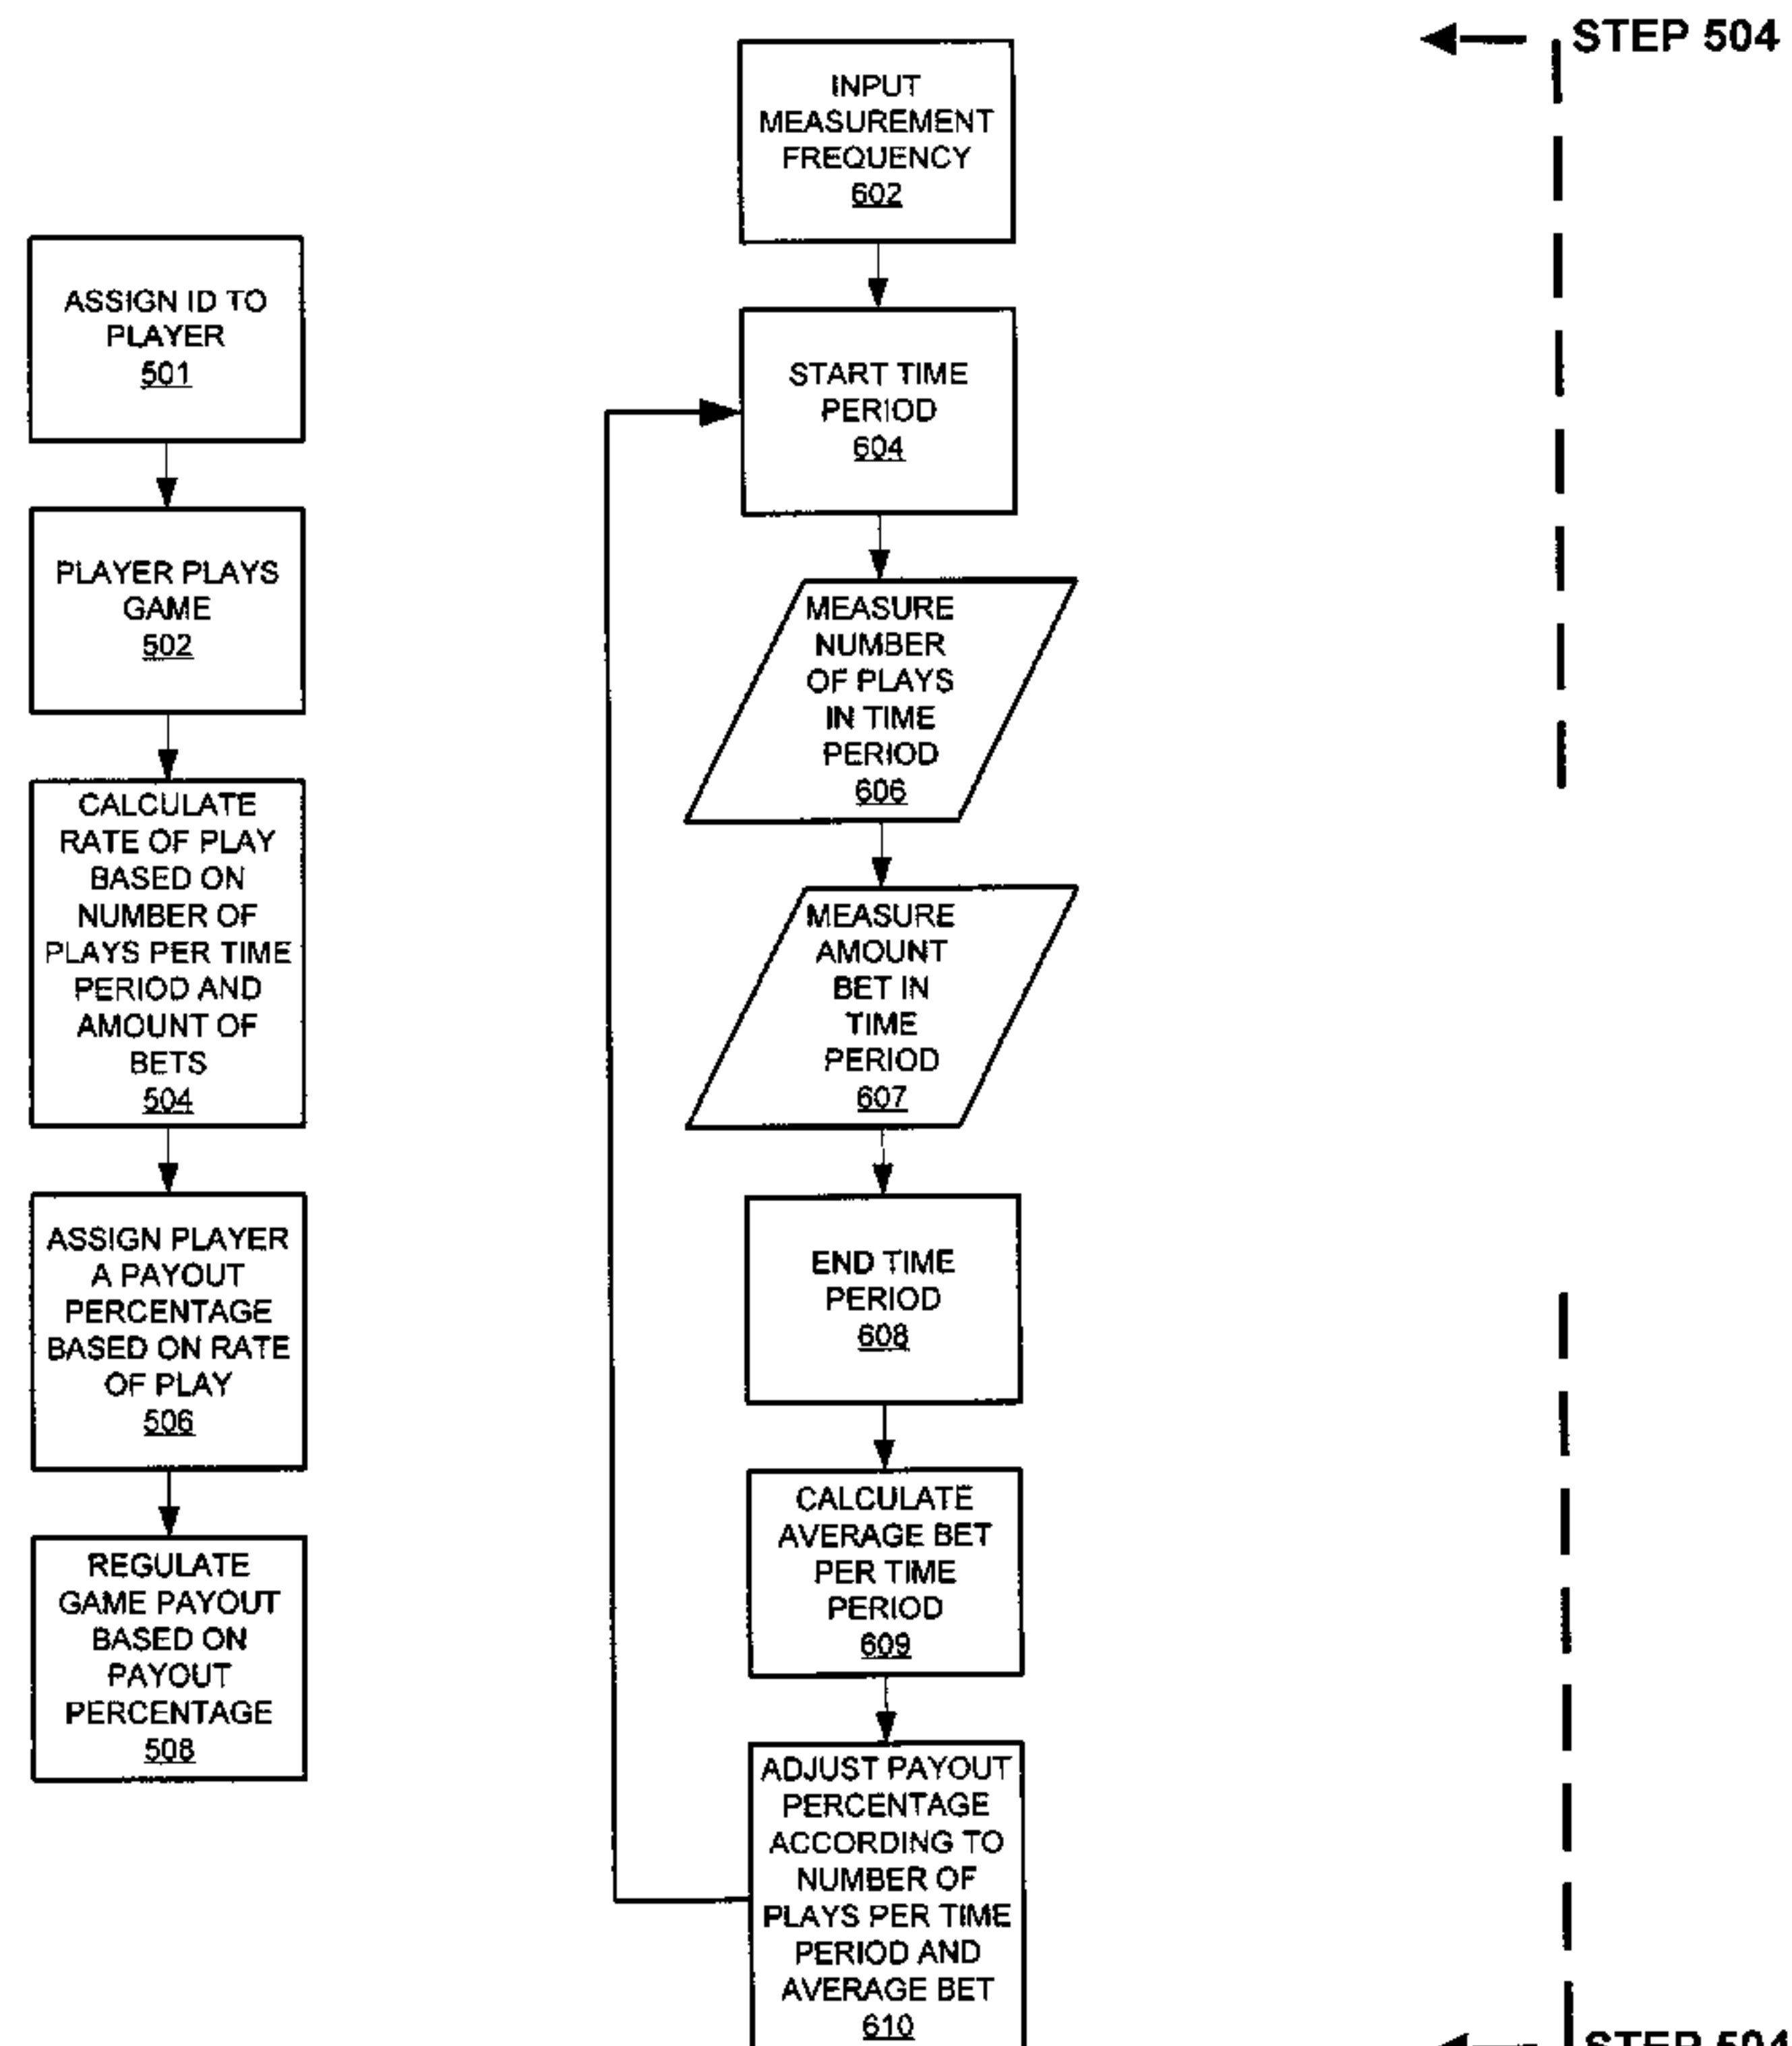 STEP 504
INPUT
MEASUREMENT
FREQUENCY
602
ASSIGN ID TO
PLAYER
501
START TIME
PERIOD
604
PLAYER PLAYS
GAME
502
MEASURE
NUMBER
OF PLAYS
IN TIME
PERIOD
606
CALCULATE
RATE OF PLAY
BASED ON
NUMBER OF
PLAYS PER TIME
PERIOD AND
AMOUNT OF
BETS
504
MEASURE
AMOUNT
BET IN
TIME
PERIOD
607
ASSIGN PLAYER
A PAYOUT
PERCENTAGE
BASED ON RATE
OF PLAY
506
END TIME
PERIOD
608
REGULATE
GAME PAYOUT
BASED ON
PAYOUT
PERCENTAGE
508
CALCULATE
AVERAGE BET
PER TIME
PERIOD
609
ADJUST PAYOUT
PERCENTAGE
ACCORDING TO
NUMBER OF
PLAYS PER TIME
PERIOD AND
AVERAGE BET
610
STEP 504